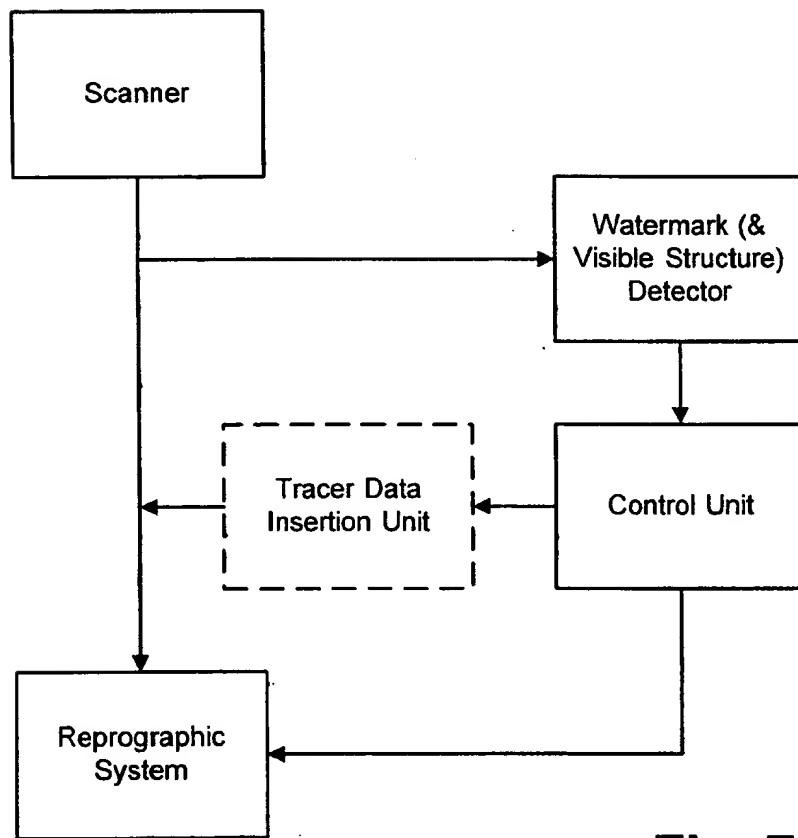 Scanner
Watermark (&
Visible Structure)
Detector
Tracer Data
Insertion Unit
Control Unit
Reprographic
System